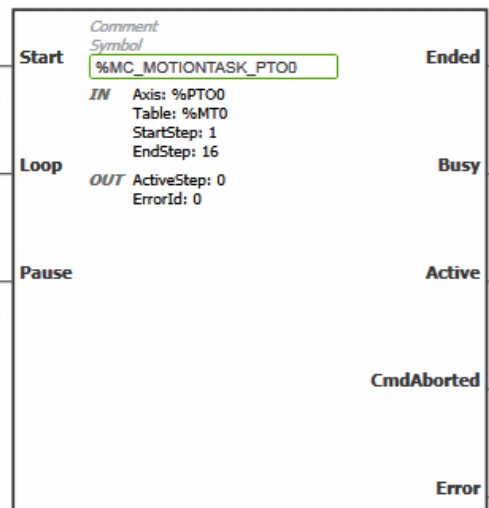 Comment
Symbol
Start
Ended
%MC_MOTIONTASK_PTO0
IN Axis: %PTO0
Table: %MT0
StartStep: 1
EndStep: 16
Loop
Busy
OUT ActiveStep: 0
ErrorId: 0
Pause
Active
CmdAborted
Error